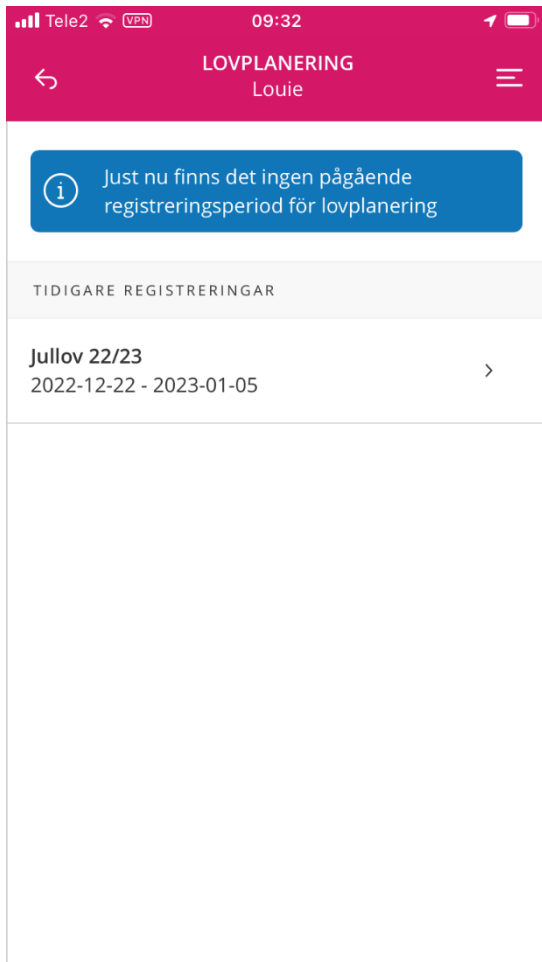 Tele2 VPN 09:32
LOVPLANERING
Louie
Just nu finns det ingen pågående
registreringsperiod för lovplanering
TIDIGARE REGISTRERINGAR
Jullov 22/23
2022-12-22 - 2023-01-05